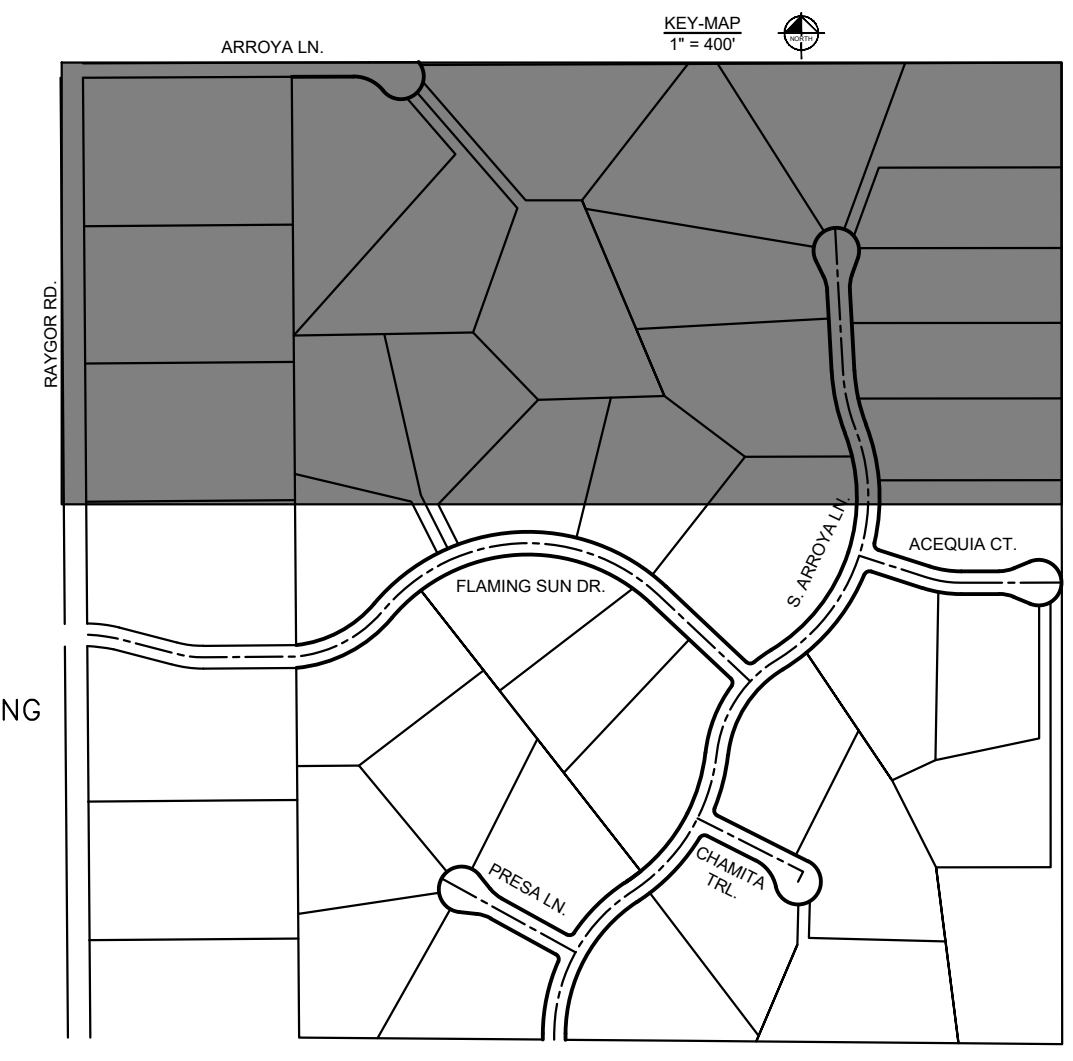 KEY-MAP
1" = 400'
NORTH
ARROYA LN.
RAYGOR RD.
S. ARROYA LN.
ACEQUIA CT.
FLAMING SUN DR.
NG
PRESA LN.
CHAMITA
TRL.